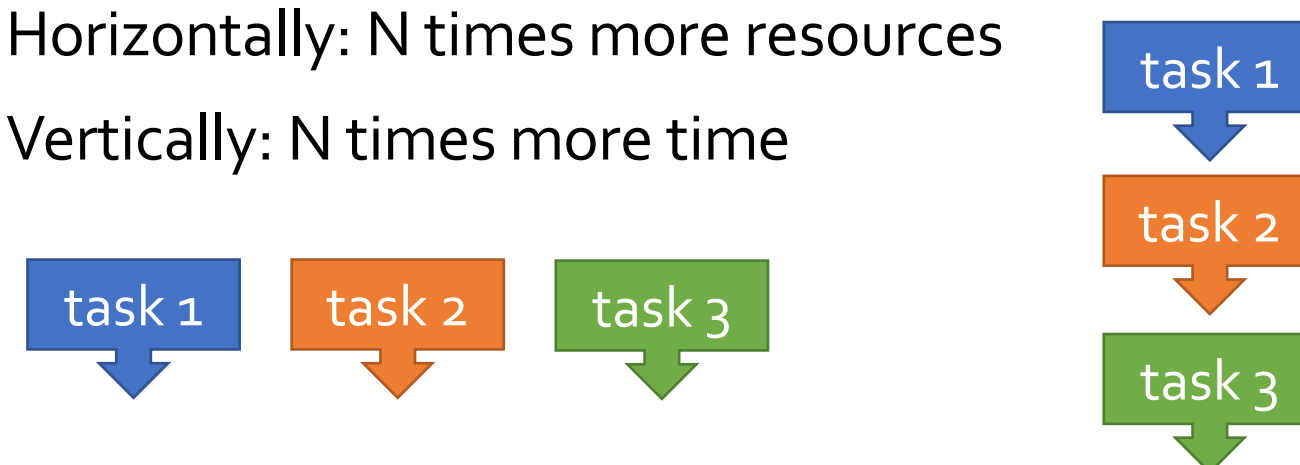 Horizontally: N times more resources
Vertically: N times more time
task 1
task 2
task 3
task 1
task 2
task 3